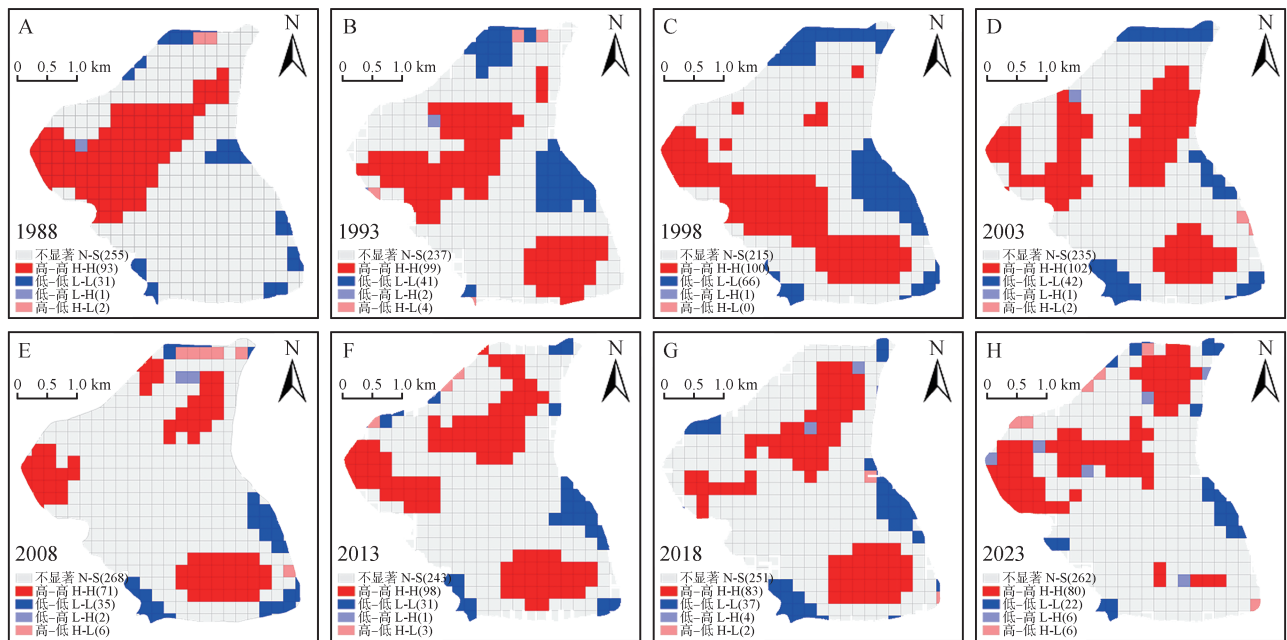 A
N
0 0.5 1.0 km
1988
不显著 N-S(255)
高-高 H-H(93)
低-低 L-L(31)
低-高 L-H(1)
高-低 H-L(2)
B
N
0 0.5 1.0 km
1993
不显著 N-S(237)
高-高 H-H(99)
低-低 L-L(41)
低-高 L-H(2)
高-低 H-L(4)
C
N
0 0.5 1.0 km
1998
不显著 N-S(215)
高-高 H-H(100)
低-低 L-L(66)
低-高 L-H(1)
高-低 H-L(0)
D
N
0 0.5 1.0 km
2003
不显著 N-S(235)
高-高 H-H(102)
低-低 L-L(42)
低-高 L-H(1)
高-低 H-L(2)
E
N
0 0.5 1.0 km
2008
不显著 N-S(268)
高-高 H-H(71)
低-低 L-L(35)
低-高 L-H(2)
高-低 H-L(6)
F
N
0 0.5 1.0 km
2013
不显著 N-S(243)
高-高 H-H(98)
低-低 L-L(31)
低-高 L-H(1)
高-低 H-L(3)
G
N
0 0.5 1.0 km
2018
不显著 N-S(251)
高-高 H-H(83)
低-低 L-L(37)
低-高 L-H(4)
高-低 H-L(2)
H
N
0 0.5 1.0 km
2023
不显著 N-S(262)
高-高 H-H(80)
低-低 L-L(22)
低-高 L-H(6)
高-低 H-L(6)